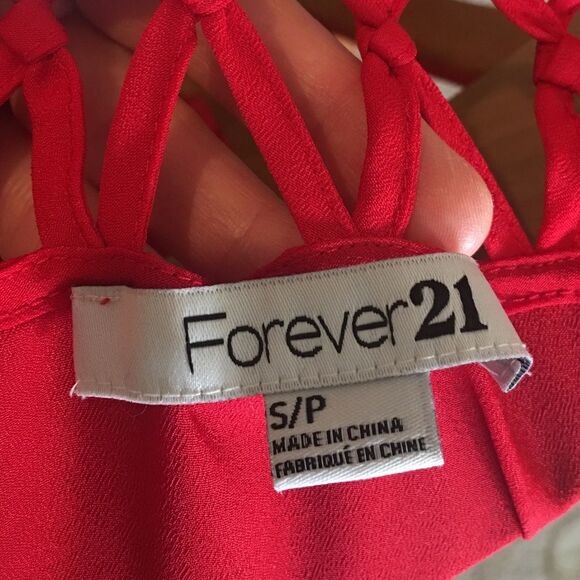 Forever21
S/P
MADE IN CHINA
FABRIQUÉ EN CHINE